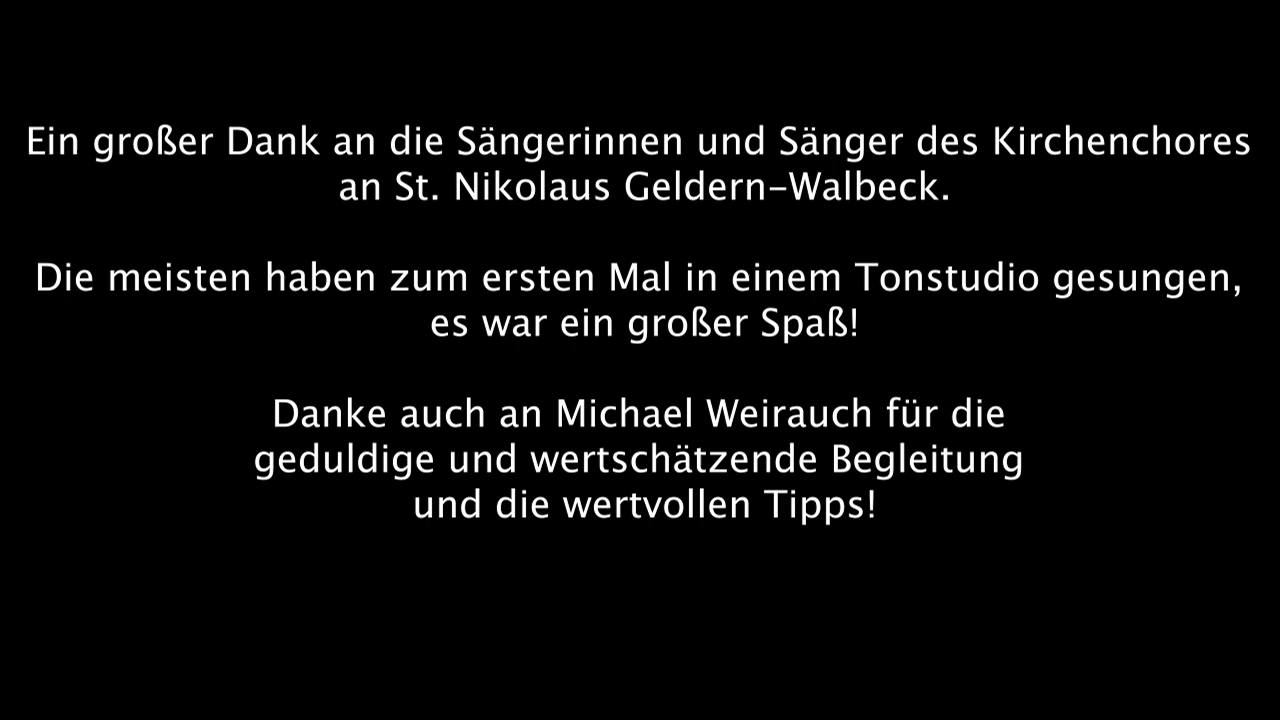 Ein großer Dank an die Sängerinnen und Sänger des Kirchenchores
an St. Nikolaus Geldern-Walbeck.
Die meisten haben zum ersten Mal in einem Tonstudio gesungen,
es war ein großer Spaß!
Danke auch an Michael Weirauch für die
geduldige und wertschätzende Begleitung
und die wertvollen Tipps!